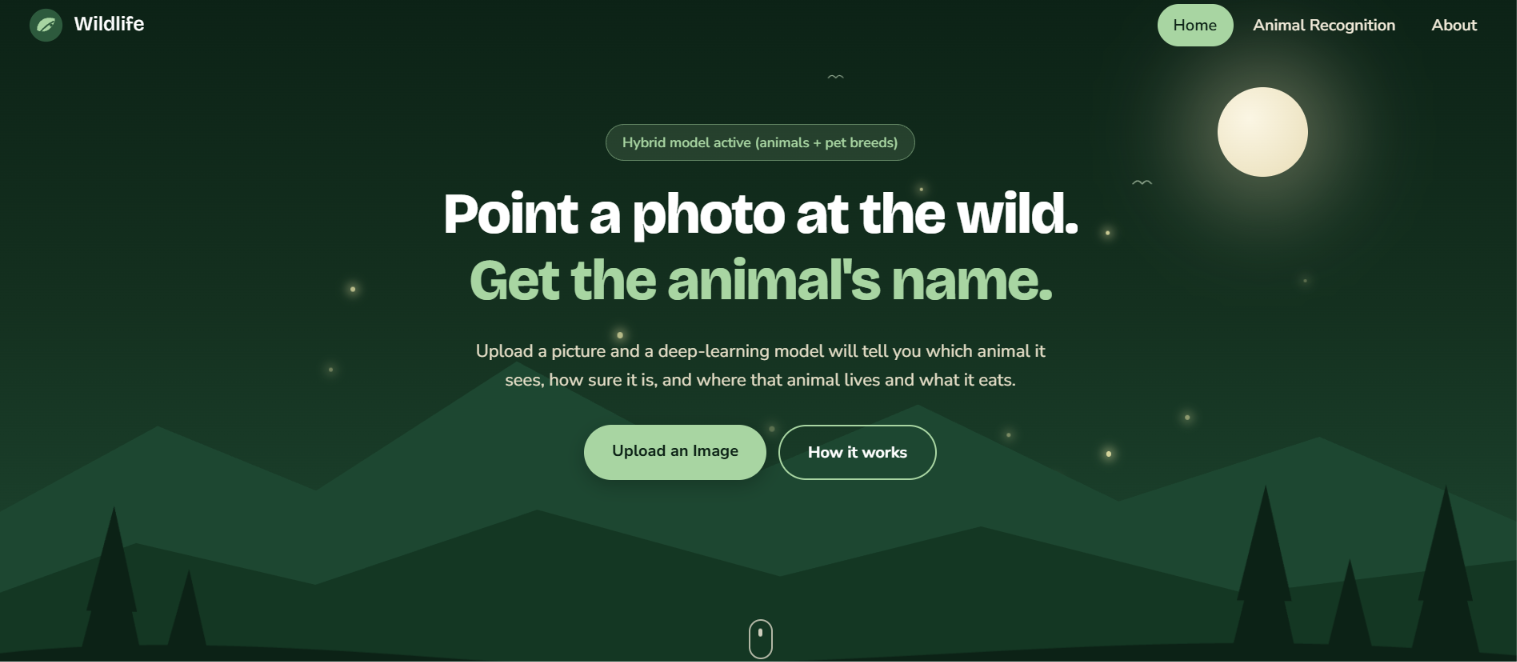 Wildlife
Home
Animal Recognition
About
Hybrid model active (animals + pet breeds)
Point a photo at the wild.
Get the animal's name.
Upload a picture and a deep-learning model will tell you which animal it
sees, how sure it is, and where that animal lives and what it eats.
Upload an Image
How it works